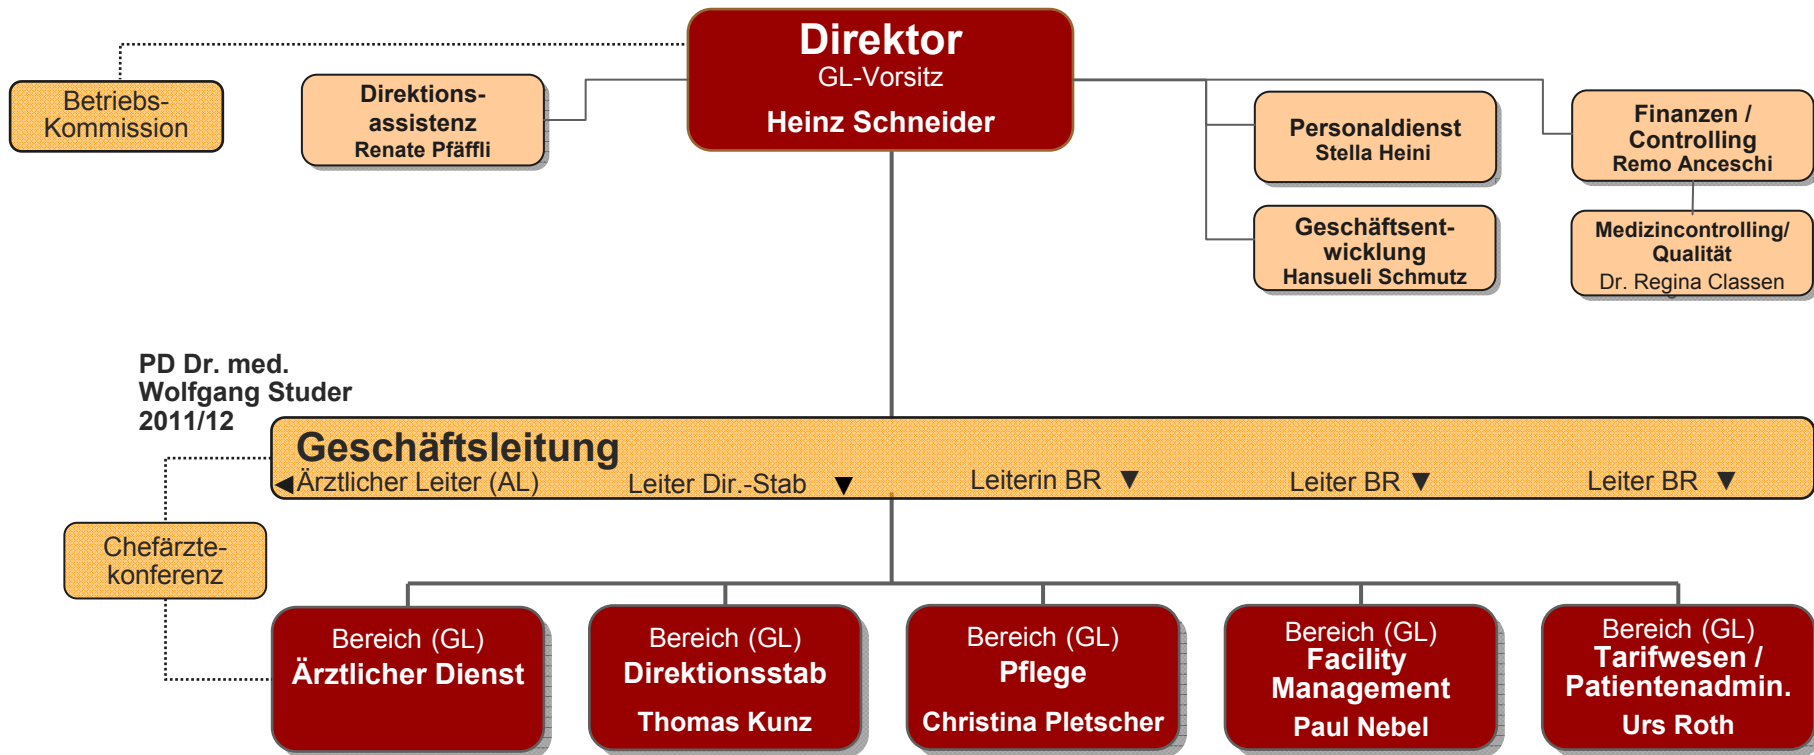 Direktor
GL-Vorsitz
Heinz Schneider
Betriebs-
Kommission
Direktions-
assistenz
Renate Pfäffli
Personaldienst
Stella Heini
Finanzen /
Controlling
Remo Anceschi
Geschäftsent-
wicklung
Hansueli Schmutz
Medizincontrolling/
Qualität
Dr. Regina Classen
PD Dr. med.
Wolfgang Studer
2011/12
Geschäftsleitung
◄Ärztlicher Leiter (AL)
Leiter Dir.-Stab ▼
Leiterin BR ▼
Leiter BR ▼
Leiter BR ▼
Chefärzte-
konferenz
Bereich (GL)
Ärztlicher Dienst
Bereich (GL)
Direktionsstab
Thomas Kunz
Bereich (GL)
Pflege
Christina Pletscher
Bereich (GL)
Facility
Management
Paul Nebel
Bereich (GL)
Tarifwesen /
Patientenadmin.
Urs Roth